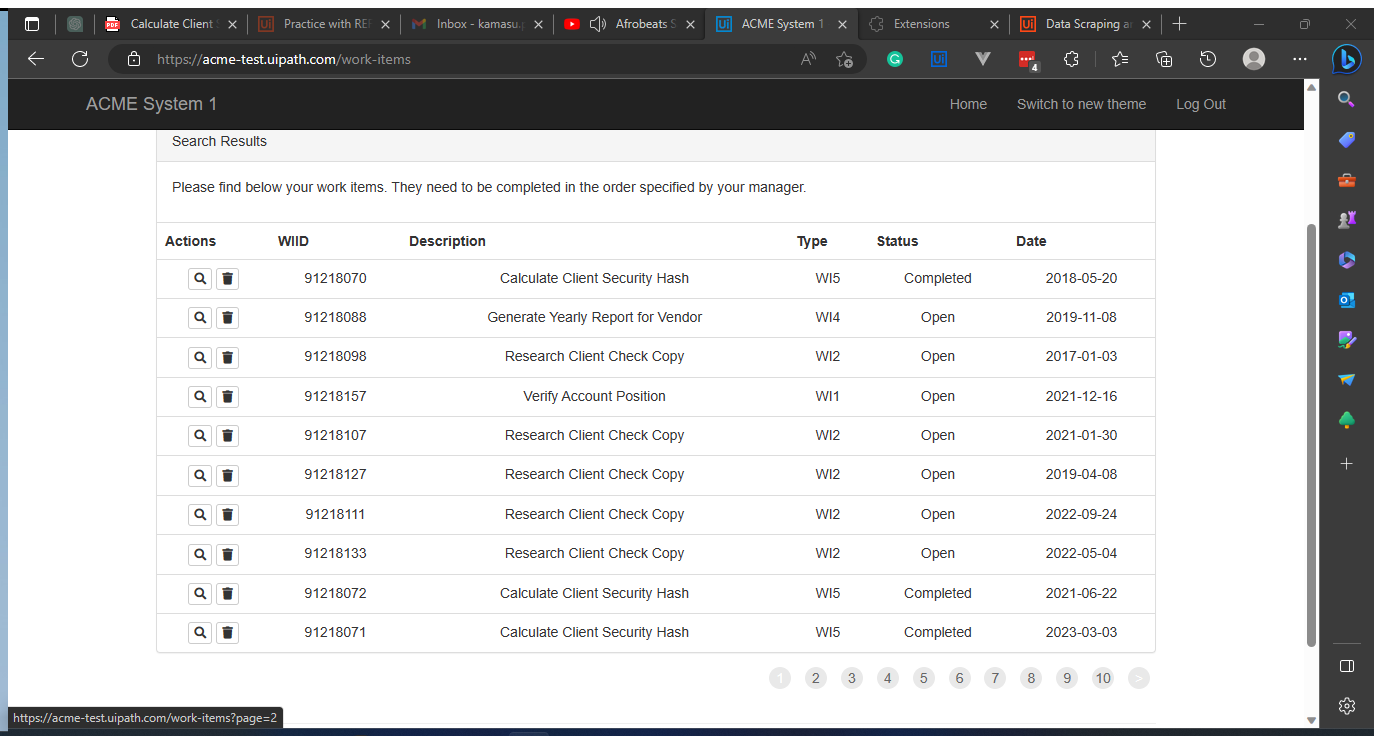 Calculate Client
Practice with REF
Inbox - kamasu.p
Afrobeats S
ACME System 1
Extensions
Data Scraping a
https://acme-test.uipath.com/work-items
4
ACME System 1
Home
Switch to new theme
Log Out
Search Results
Please find below your work items. They need to be completed in the order specified by your manager.
Actions WIID Description Type Status Date
91218070 Calculate Client Security Hash WI5 Completed 2018-05-20
91218088 Generate Yearly Report for Vendor WI4 Open 2019-11-08
91218098 Research Client Check Copy WI2 Open 2017-01-03
91218157 Verify Account Position WI1 Open 2021-12-16
91218107 Research Client Check Copy WI2 Open 2021-01-30
91218127 Research Client Check Copy WI2 Open 2019-04-08
91218111 Research Client Check Copy WI2 Open 2022-09-24
91218133 Research Client Check Copy WI2 Open 2022-05-04
91218072 Calculate Client Security Hash WI5 Completed 2021-06-22
91218071 Calculate Client Security Hash WI5 Completed 2023-03-03
1 2 3 4 5 6 7 8 9 10 >
https://acme-test.uipath.com/work-items?page=2